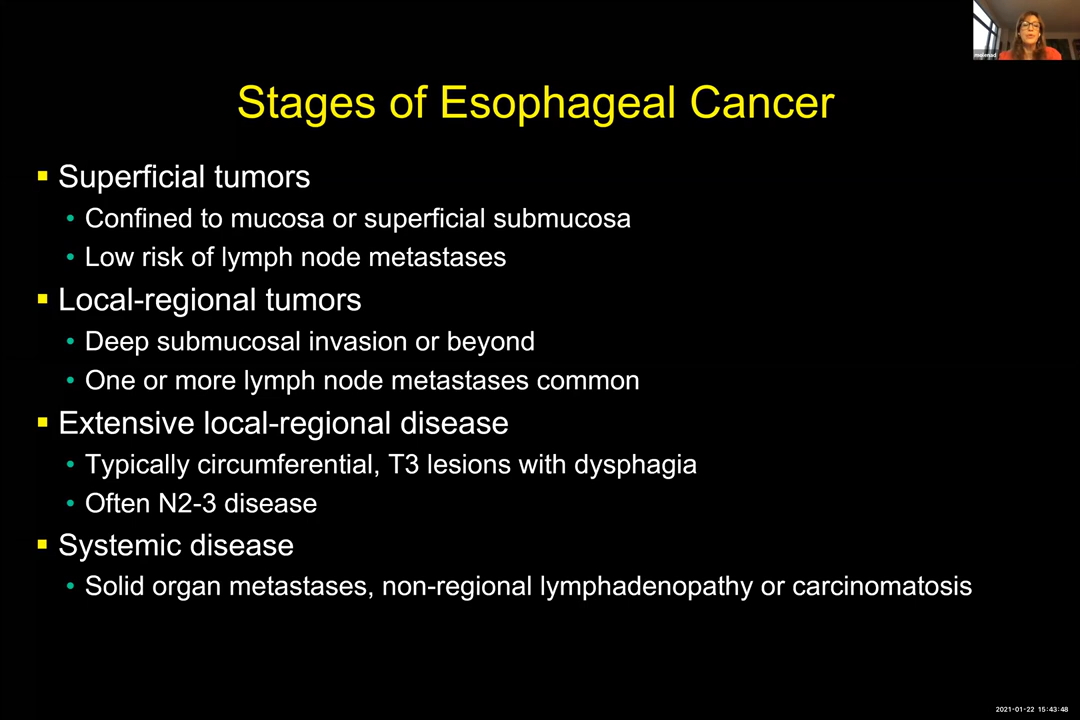 Stages of Esophageal Cancer
▪ Superficial tumors
• Confined to mucosa or superficial submucosa
• Low risk of lymph node metastases
▪ Local-regional tumors
• Deep submucosal invasion or beyond
• One or more lymph node metastases common
▪ Extensive local-regional disease
• Typically circumferential, T3 lesions with dysphagia
• Often N2-3 disease
▪ Systemic disease
• Solid organ metastases, non-regional lymphadenopathy or carcinomatosis
2021-01-22 15:43:48